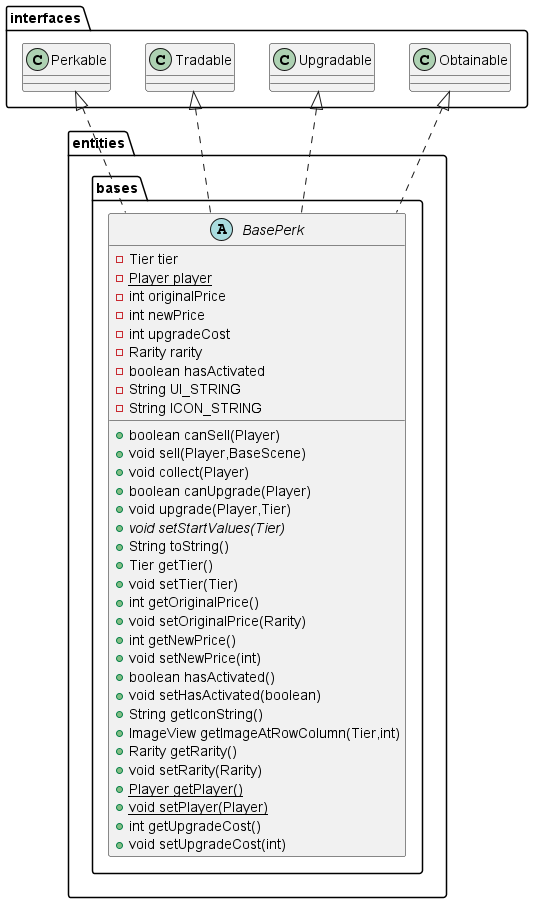 interfaces
C Perkable
C Tradable
C Upgradable
C Obtainable
entities
bases
A BasePerk
Tier tier
Player player
int originalPrice
int newPrice
int upgradeCost
Rarity rarity
boolean hasActivated
String UI_STRING
String ICON_STRING
boolean canSell(Player)
void sell(Player,BaseScene)
void collect(Player)
boolean canUpgrade(Player)
void upgrade(Player,Tier)
void setStartValues(Tier)
String toString()
Tier getTier()
void setTier(Tier)
int getOriginalPrice()
void setOriginalPrice(Rarity)
int getNewPrice()
void setNewPrice(int)
boolean hasActivated()
void setHasActivated(boolean)
String getIconString()
ImageView getImageAtRowColumn(Tier,int)
Rarity getRarity()
void setRarity(Rarity)
Player getPlayer()
void setPlayer(Player)
int getUpgradeCost()
void setUpgradeCost(int)